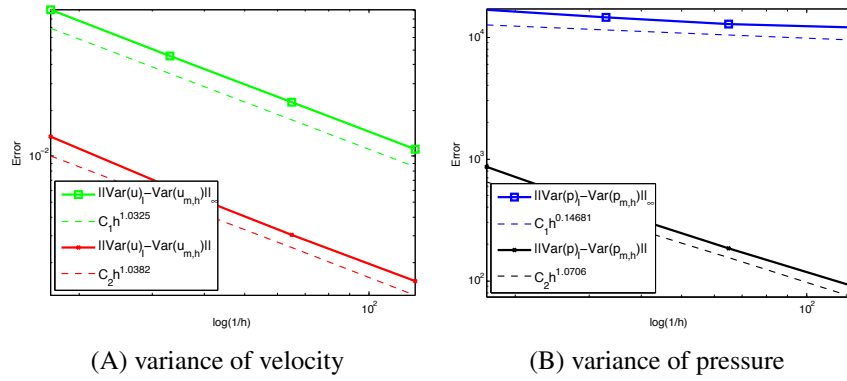 10^-2
Error
||Var(u)_l−Var(u_{m,h})||_∞
C_1h^{1.0325}
||Var(u)_l−Var(u_{m,h})||
C_2h^{1.0382}
10^2
log(1/h)
(A) variance of velocity
10^4
10^3
10^2
Error
||Var(p)_l−Var(p_{m,h})||_∞
C_1h^{0.14681}
||Var(p)_l−Var(p_{m,h})||
C_2h^{1.0706}
10^2
log(1/h)
(B) variance of pressure